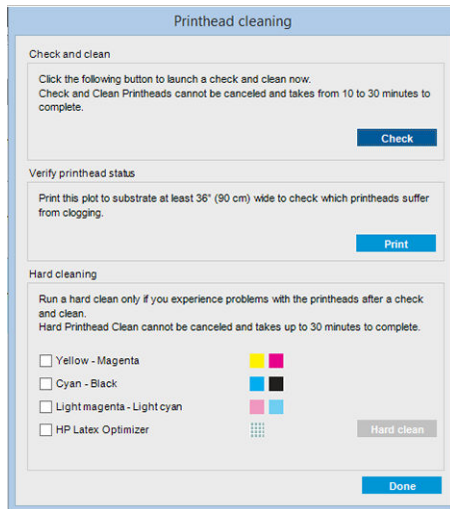 Printhead cleaning
Check and clean
Click the following button to launch a check and clean now.
Check and Clean Printheads cannot be canceled and takes from 10 to 30 minutes to
complete.
Check
Verify printhead status
Print this plot to substrate at least 36" (90 cm) wide to check which printheads suffer
from clogging.
Print
Hard cleaning
Run a hard clean only if you experience problems with the printheads after a check
and clean.
Hard Printhead Clean cannot be canceled and takes up to 30 minutes to complete.
Yellow - Magenta
Cyan - Black
Light magenta - Light cyan
HP Latex Optimizer
Hard clean
Done